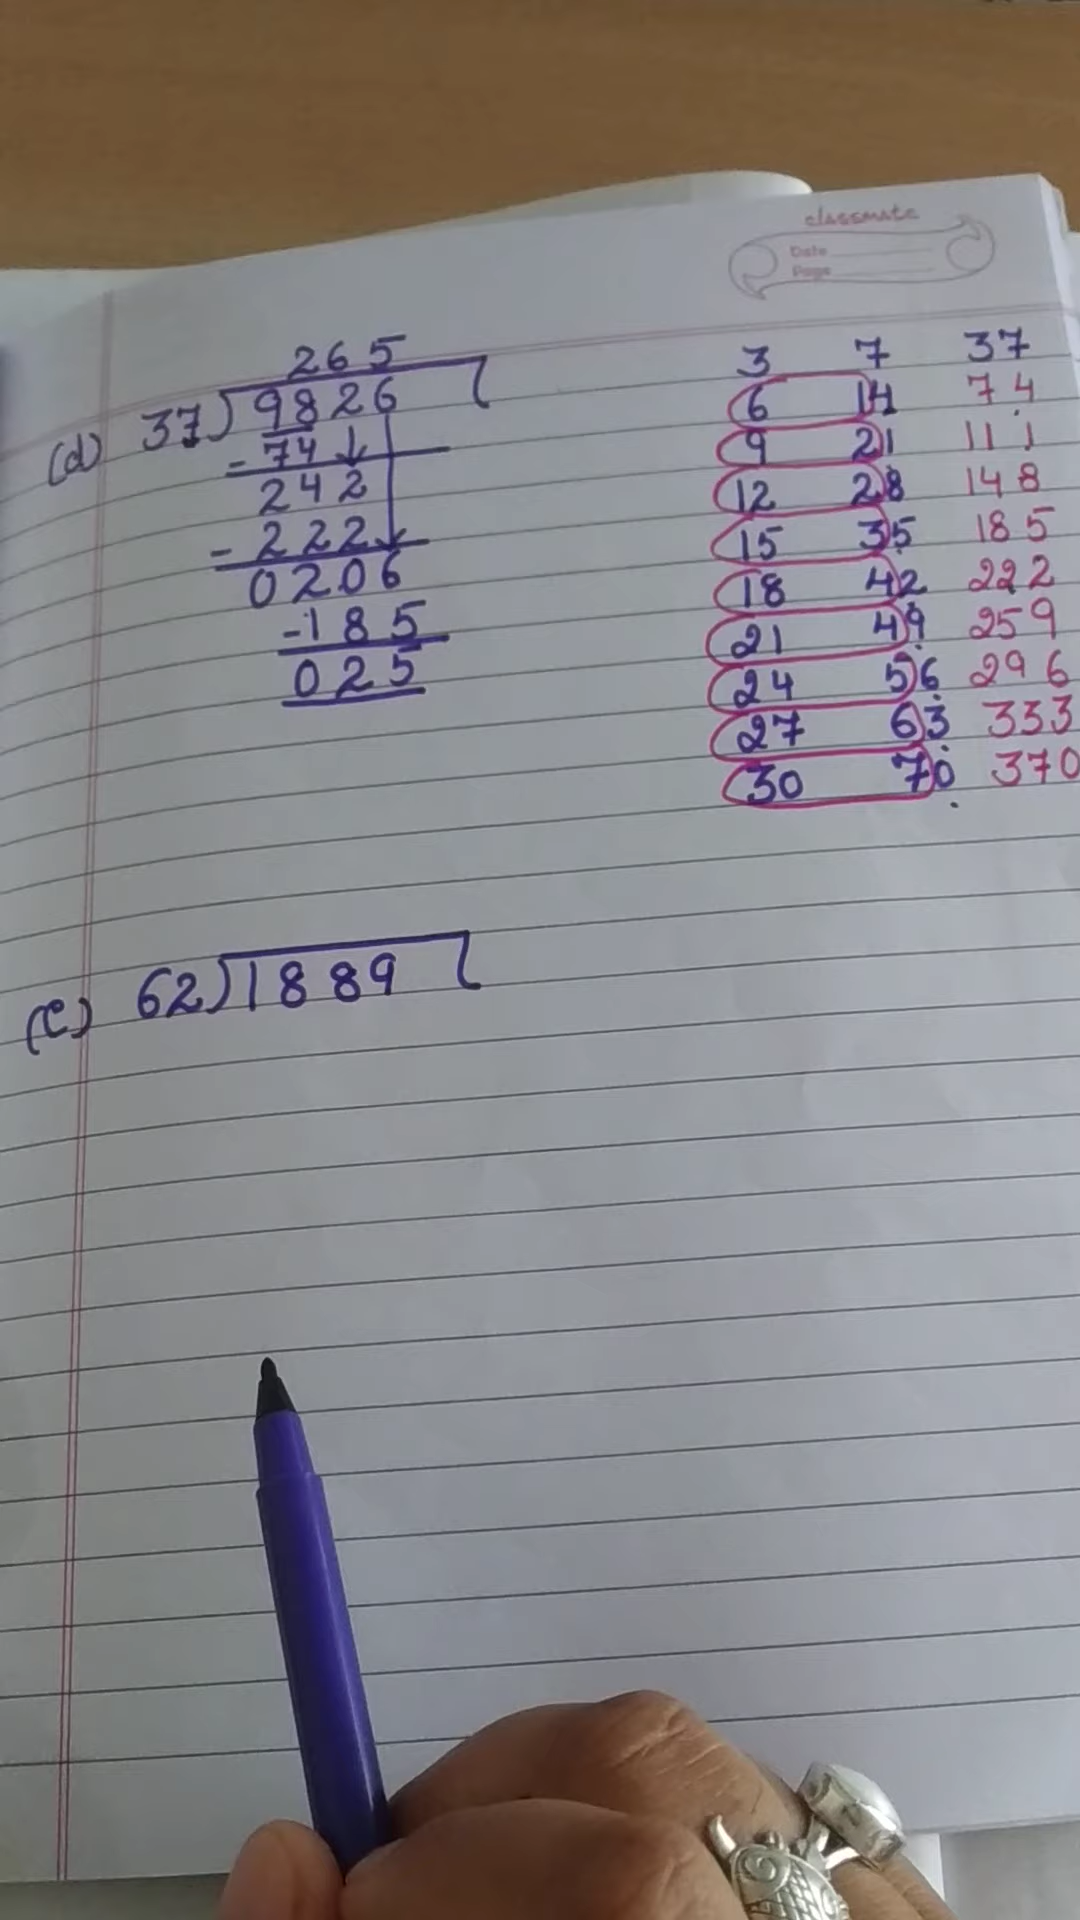 classmate
Date
Page
265
(d) 37)9826
-74
242
-222
0206
-185
025
3 7 37
6 14 74
9 21 111
12 28 148
15 35 185
18 42 222
21 49 259
24 56 296
27 63 333
30 70 370
(e) 62)1889